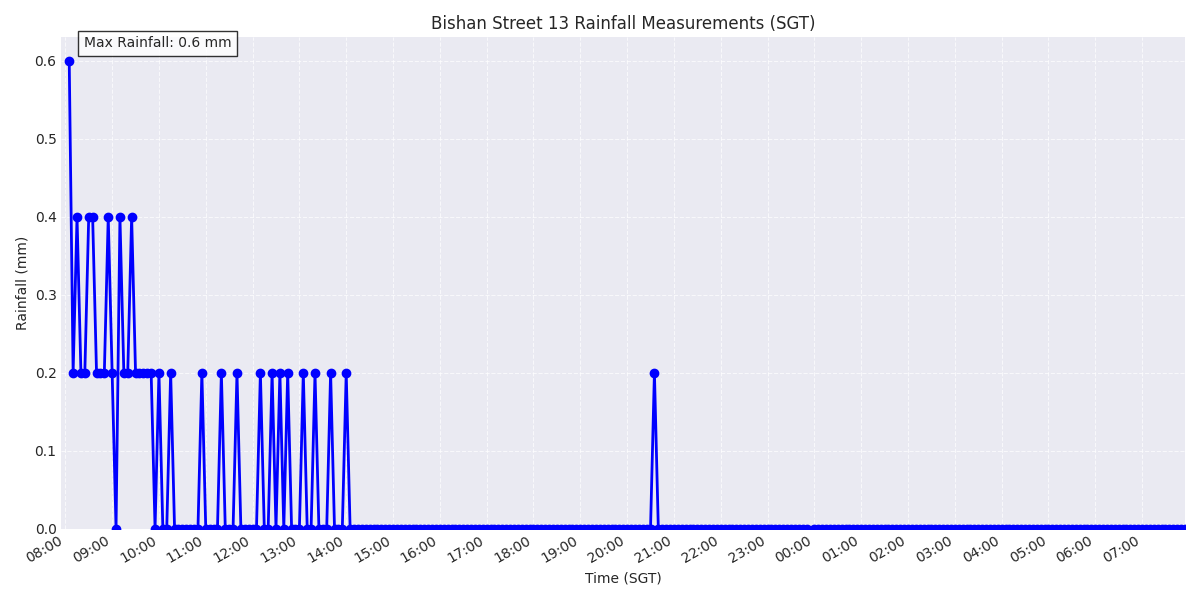 Bishan Street 13 Rainfall Measurements (SGT)
Max Rainfall: 0.6 mm
0.6
0.5
0.4
0.3
0.2
0.1
0.0
Rainfall (mm)
08:00 09:00 10:00 11:00 12:00 13:00 14:00 15:00 16:00 17:00 18:00 19:00 20:00 21:00 22:00 23:00 00:00 01:00 02:00 03:00 04:00 05:00 06:00 07:00
Time (SGT)